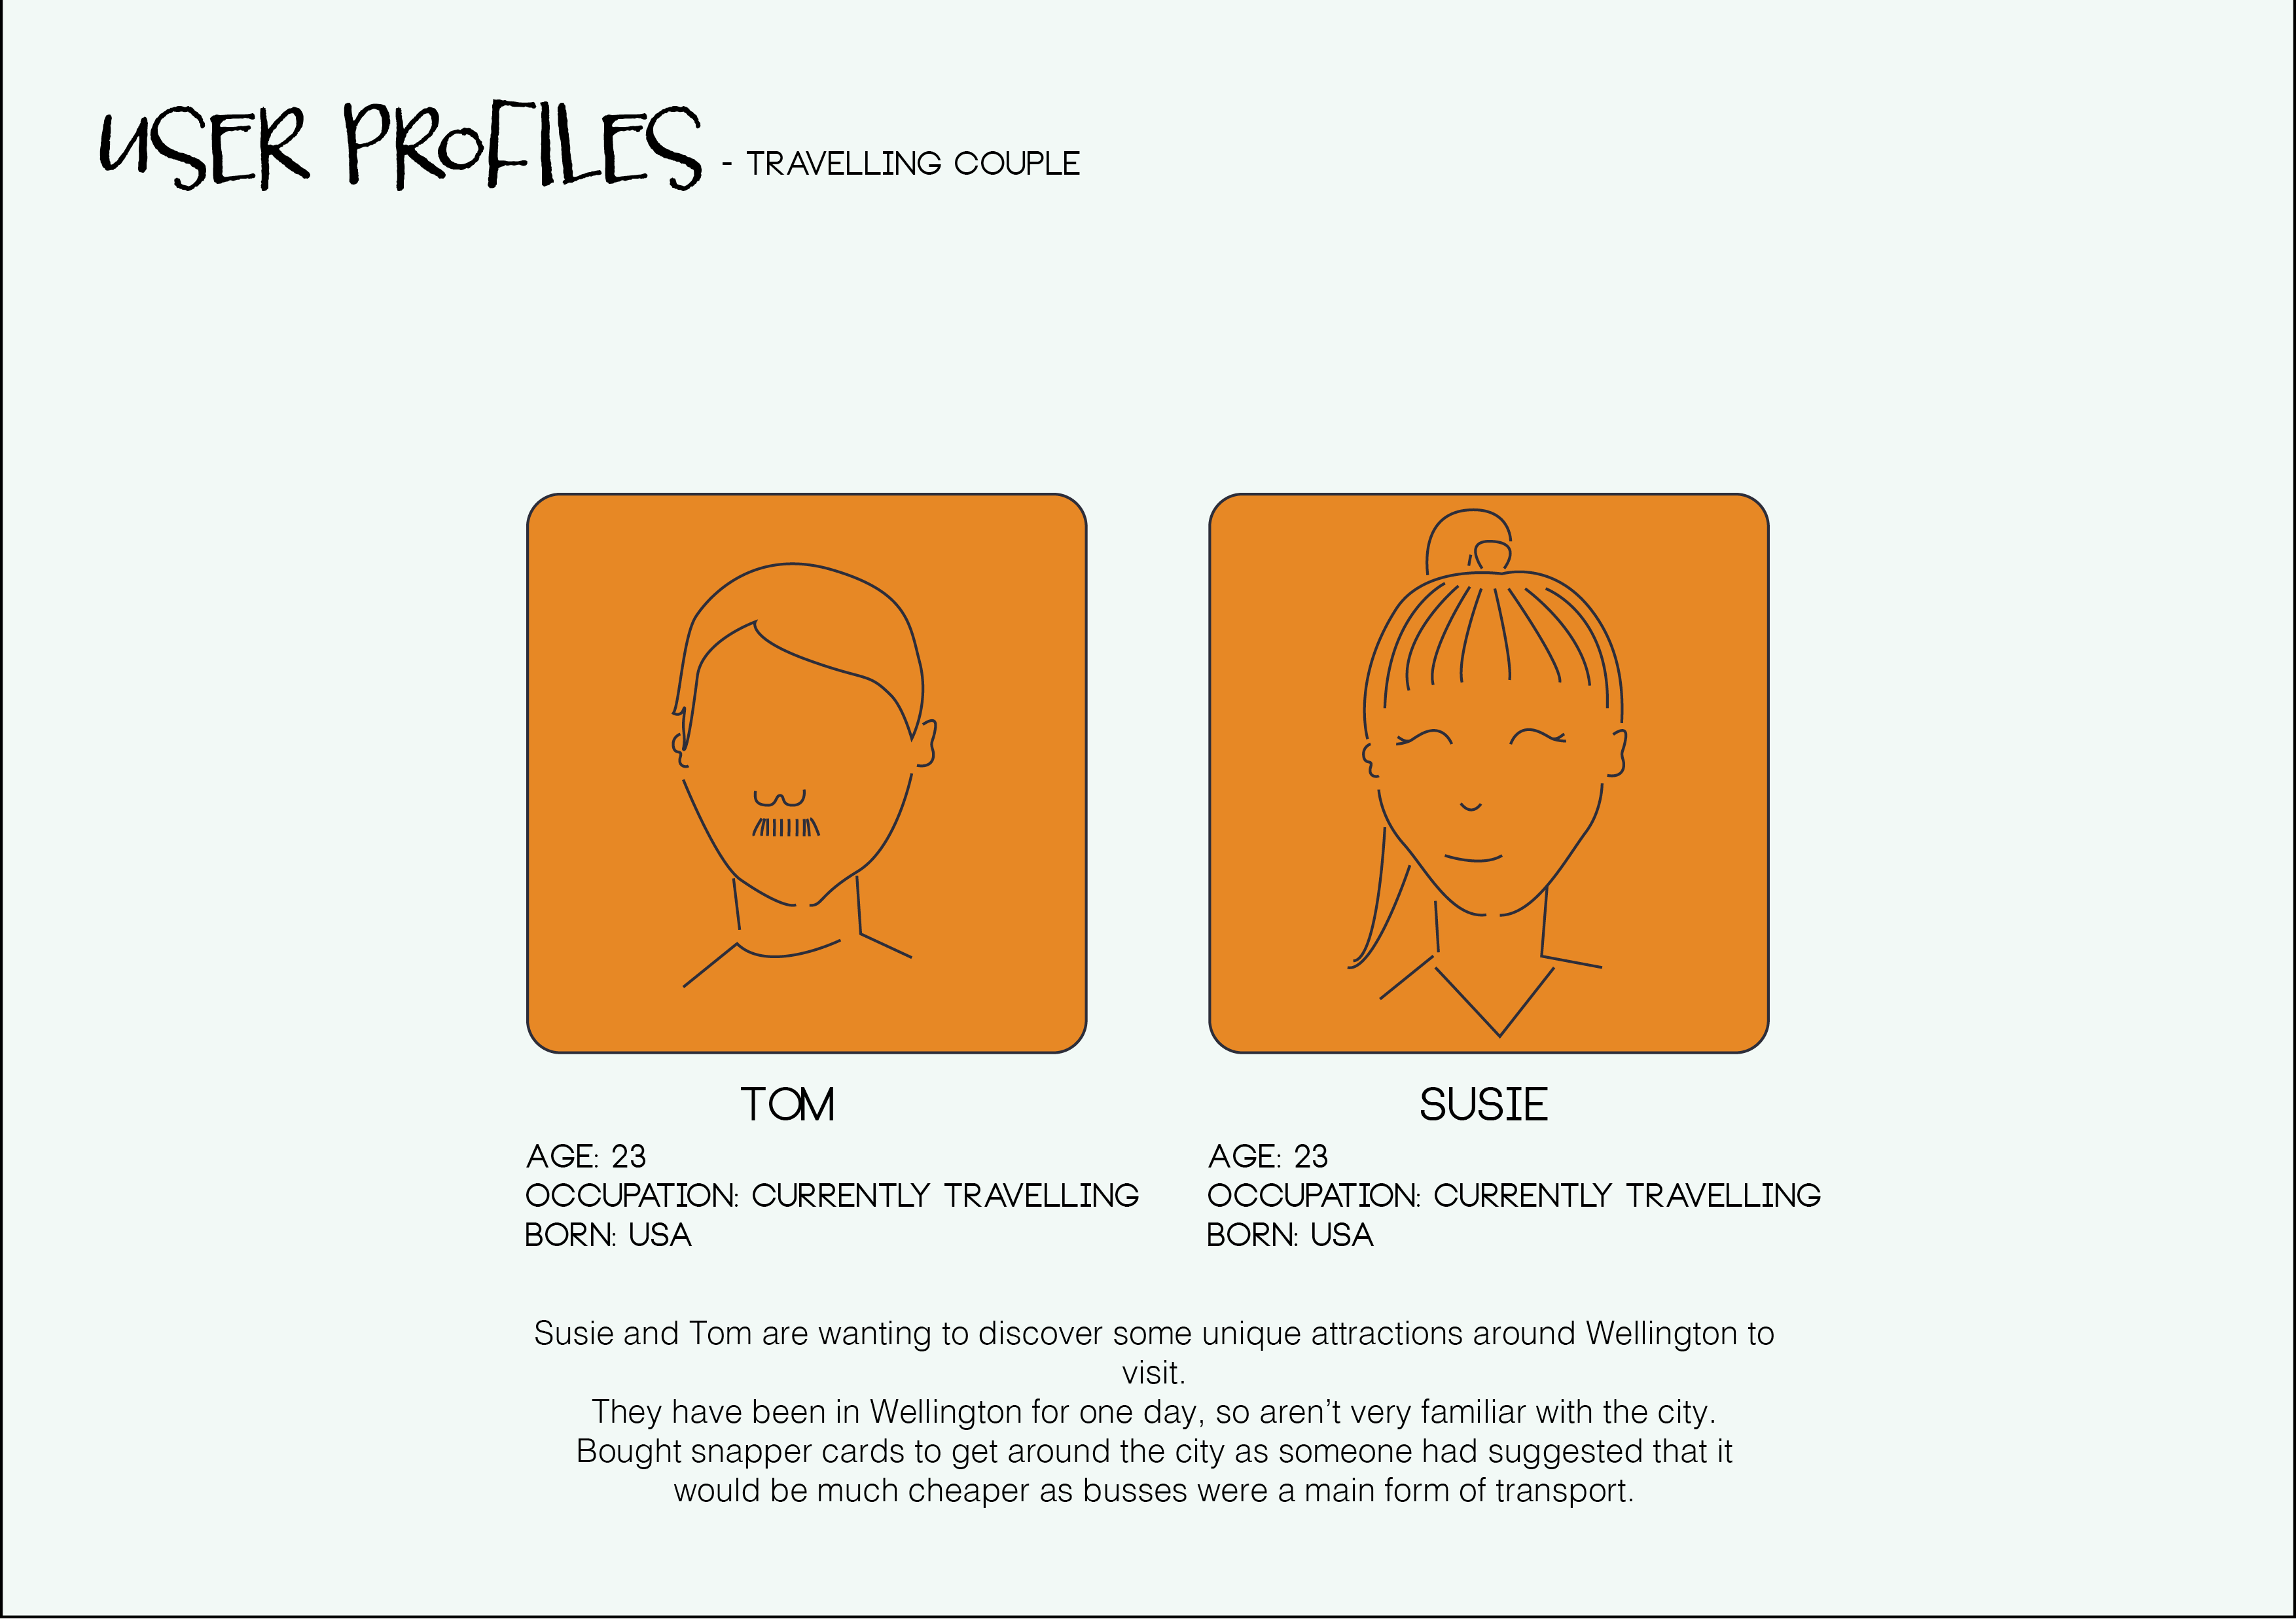 USER PROFILES - TRAVELLING COUPLE
TOM
AGE: 23
OCCUPATION: CURRENTLY TRAVELLING
BORN: USA
SUSIE
AGE: 23
OCCUPATION: CURRENTLY TRAVELLING
BORN: USA
Susie and Tom are wanting to discover some unique attractions around Wellington to
visit.
They have been in Wellington for one day, so aren’t very familiar with the city.
Bought snapper cards to get around the city as someone had suggested that it
would be much cheaper as busses were a main form of transport.